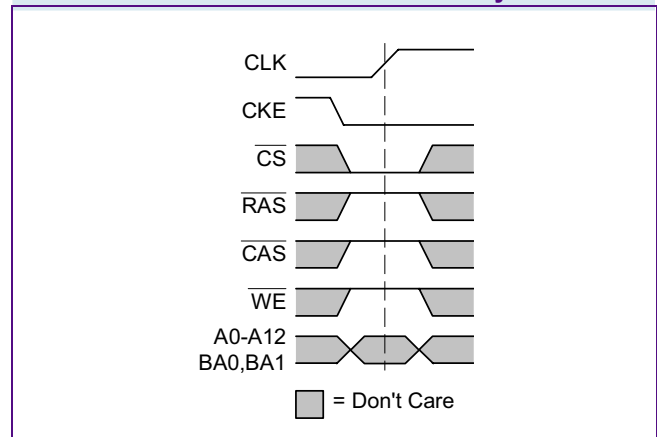 CLK
CKE
CS
RAS
CAS
WE
A0-A12
BA0,BA1
= Don't Care